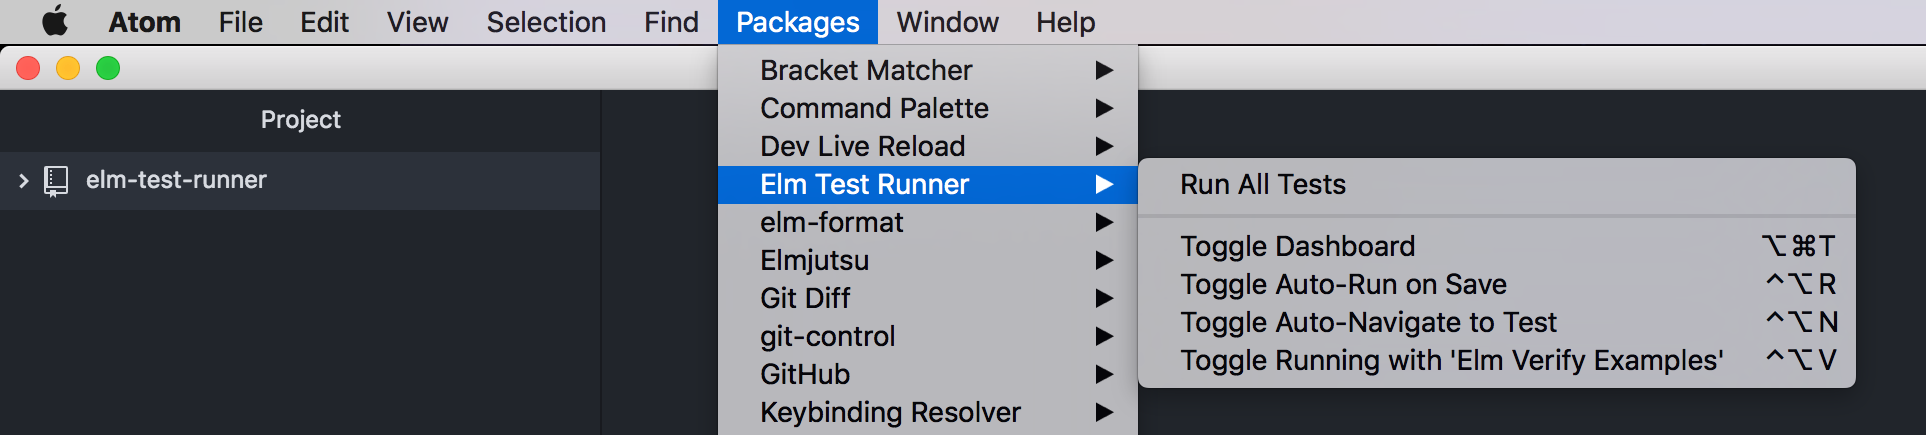 Atom File Edit View Selection Find Packages Window Help
Project
elm-test-runner
Bracket Matcher
Command Palette
Dev Live Reload
Elm Test Runner
elm-format
Elmjutsu
Git Diff
git-control
GitHub
Keybinding Resolver
Run All Tests
Toggle Dashboard ⌥⌘T
Toggle Auto-Run on Save ^⌥R
Toggle Auto-Navigate to Test ^⌥N
Toggle Running with 'Elm Verify Examples' ^⌥V